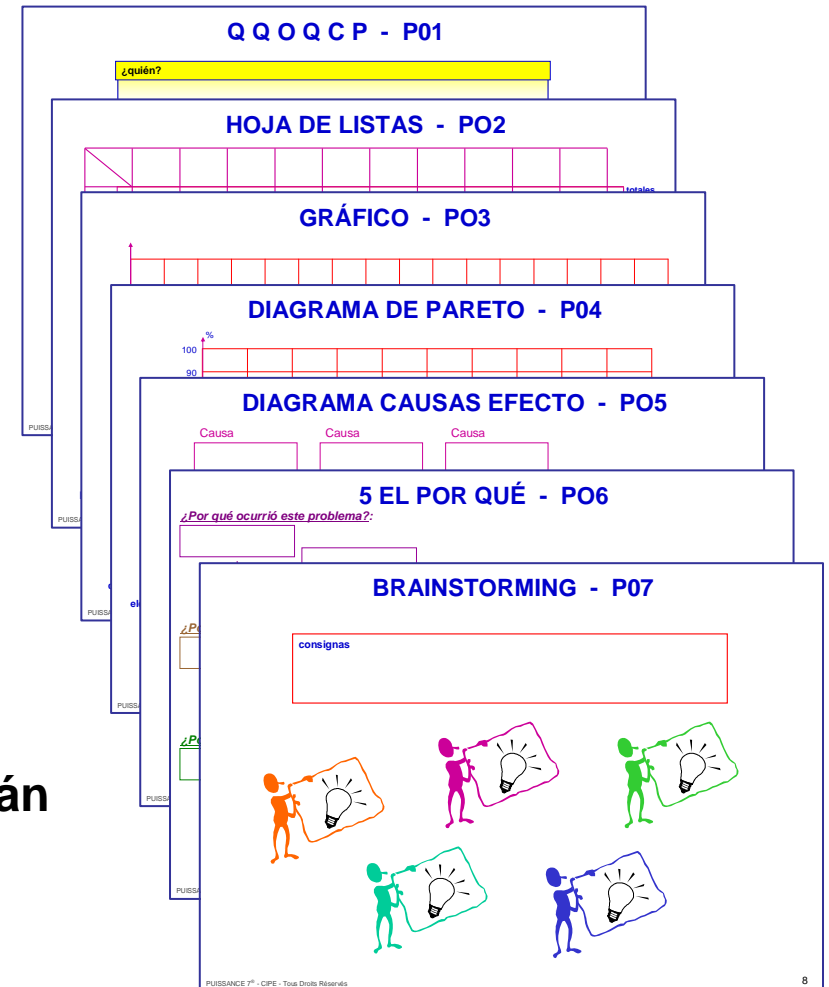 Q Q O Q C P - P01
¿quién?
HOJA DE LISTAS - PO2
totales
GRÁFICO - PO3
DIAGRAMA DE PARETO - P04
%
100
90
DIAGRAMA CAUSAS EFECTO - PO5
Causa Causa Causa
5 EL POR QUÉ - PO6
¿Por qué ocurrió este problema?:
BRAINSTORMING - P07
consignas
án
PUISSANCE 7th - CIPE - Tous Droits Réservés
8